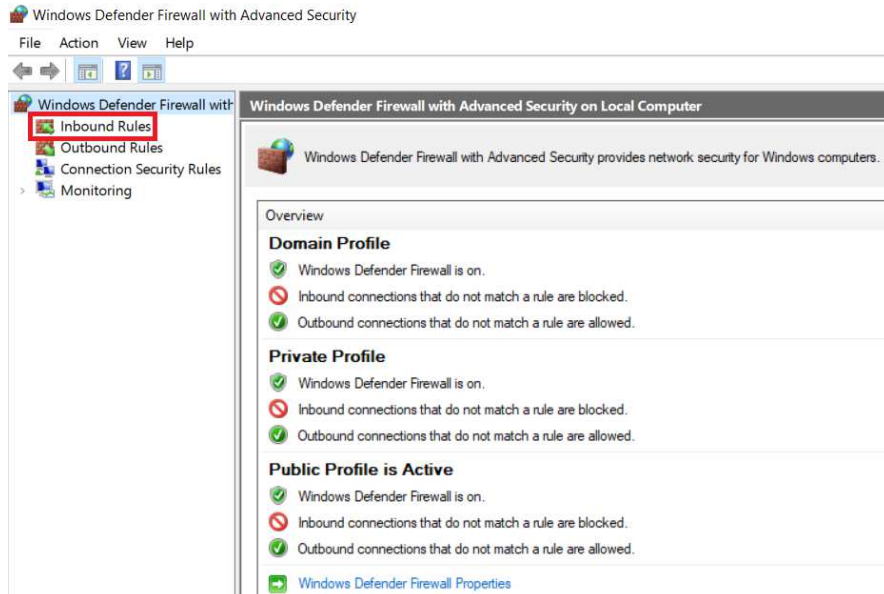 Windows Defender Firewall with Advanced Security
File Action View Help
Windows Defender Firewall with
Inbound Rules
Outbound Rules
Connection Security Rules
Monitoring
Windows Defender Firewall with Advanced Security on Local Computer
Windows Defender Firewall with Advanced Security provides network security for Windows computers.
Overview
Domain Profile
Windows Defender Firewall is on.
Inbound connections that do not match a rule are blocked.
Outbound connections that do not match a rule are allowed.
Private Profile
Windows Defender Firewall is on.
Inbound connections that do not match a rule are blocked.
Outbound connections that do not match a rule are allowed.
Public Profile is Active
Windows Defender Firewall is on.
Inbound connections that do not match a rule are blocked.
Outbound connections that do not match a rule are allowed.
Windows Defender Firewall Properties